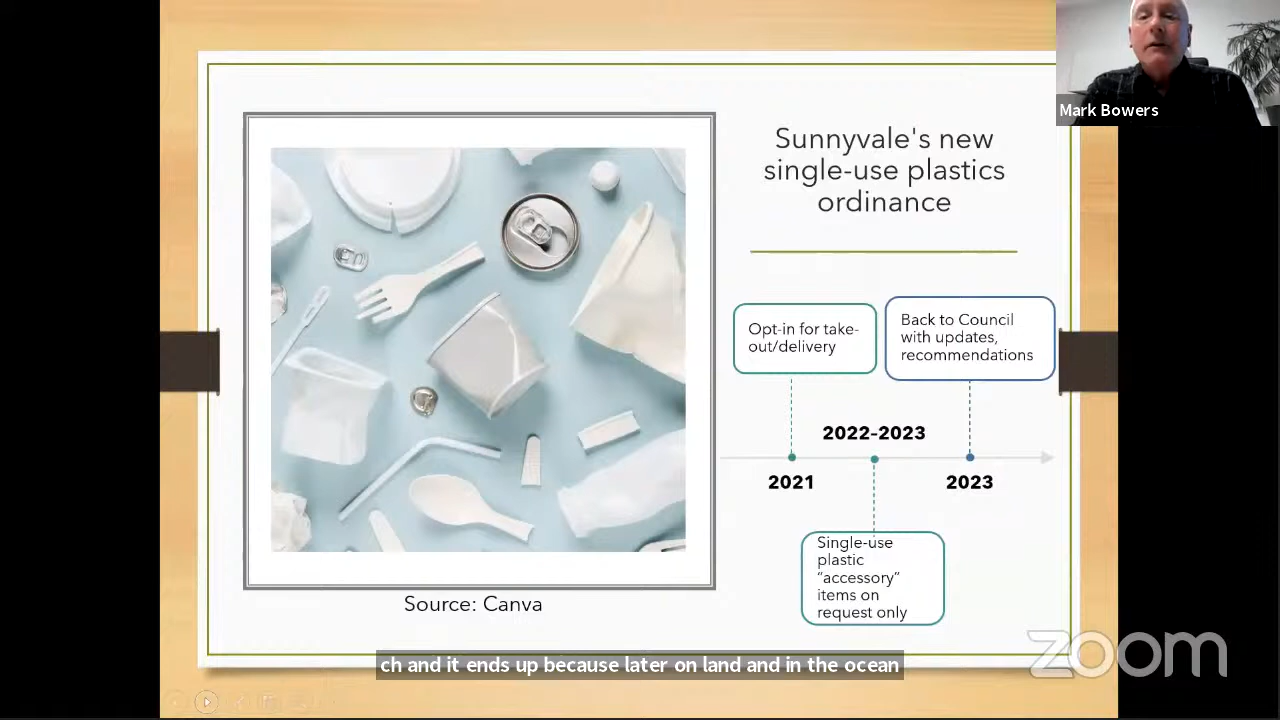 Mark Bowers
Sunnyvale's new
single-use plastics
ordinance
Opt-in for take-
out/delivery
Back to Council
with updates,
recommendations
2022–2023
2021
2023
Single-use
plastic
“accessory”
items on
request only
Source: Canva
zoom
ch and it ends up because later on land and in the ocean